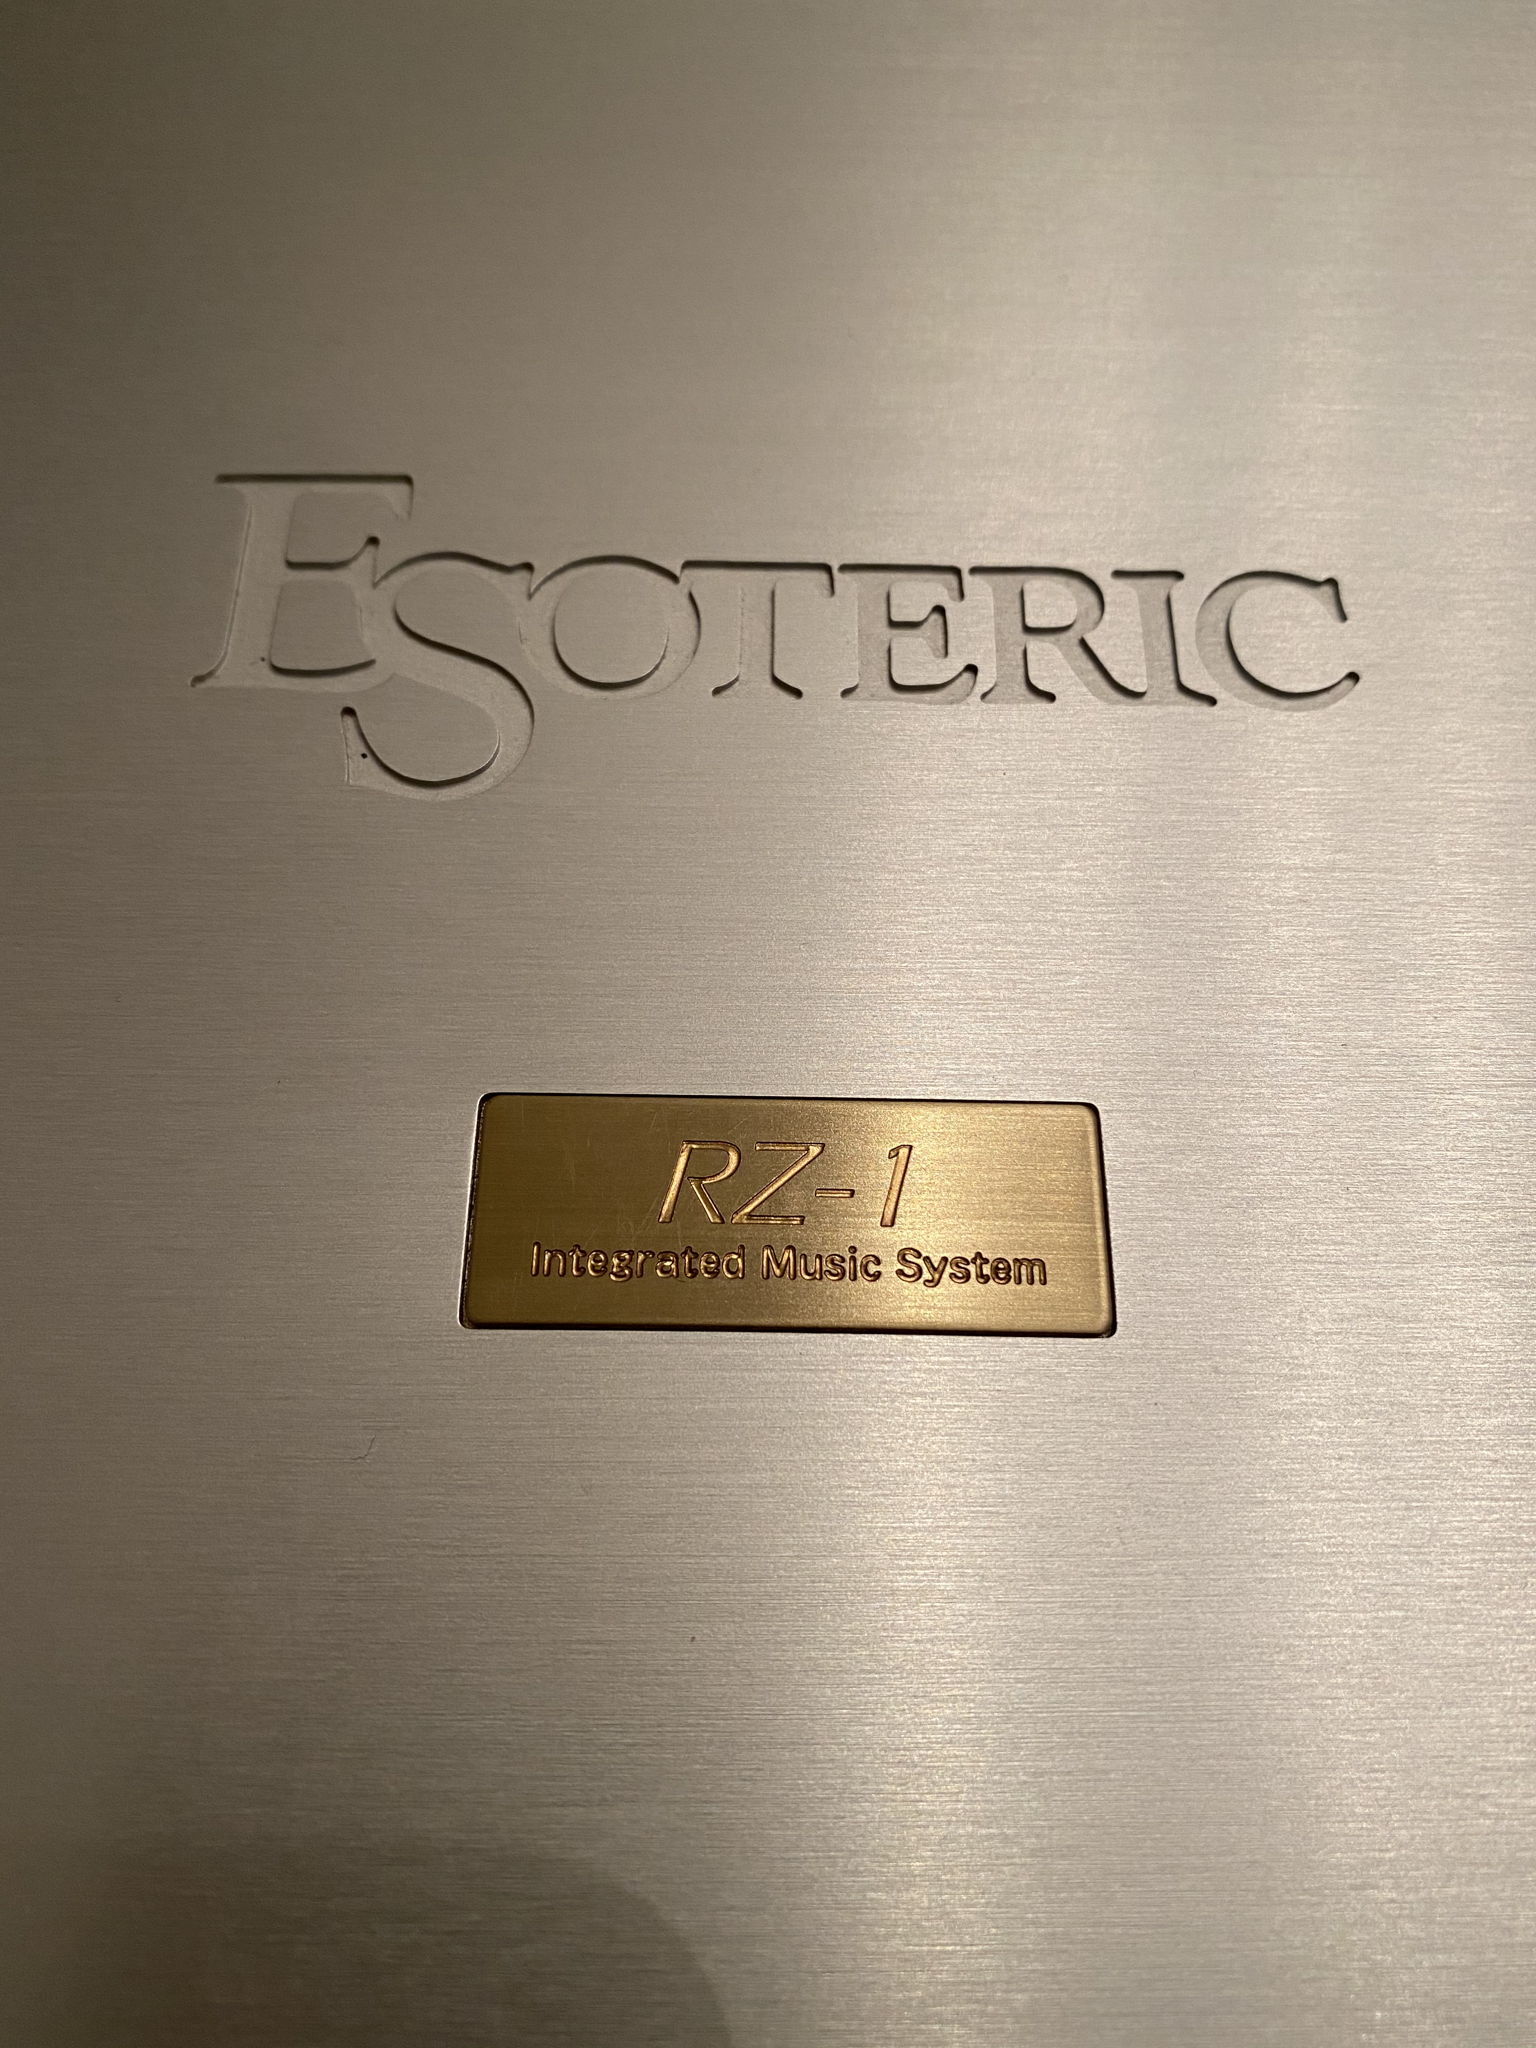 ESOTERIC
RZ-1
Integrated Music System